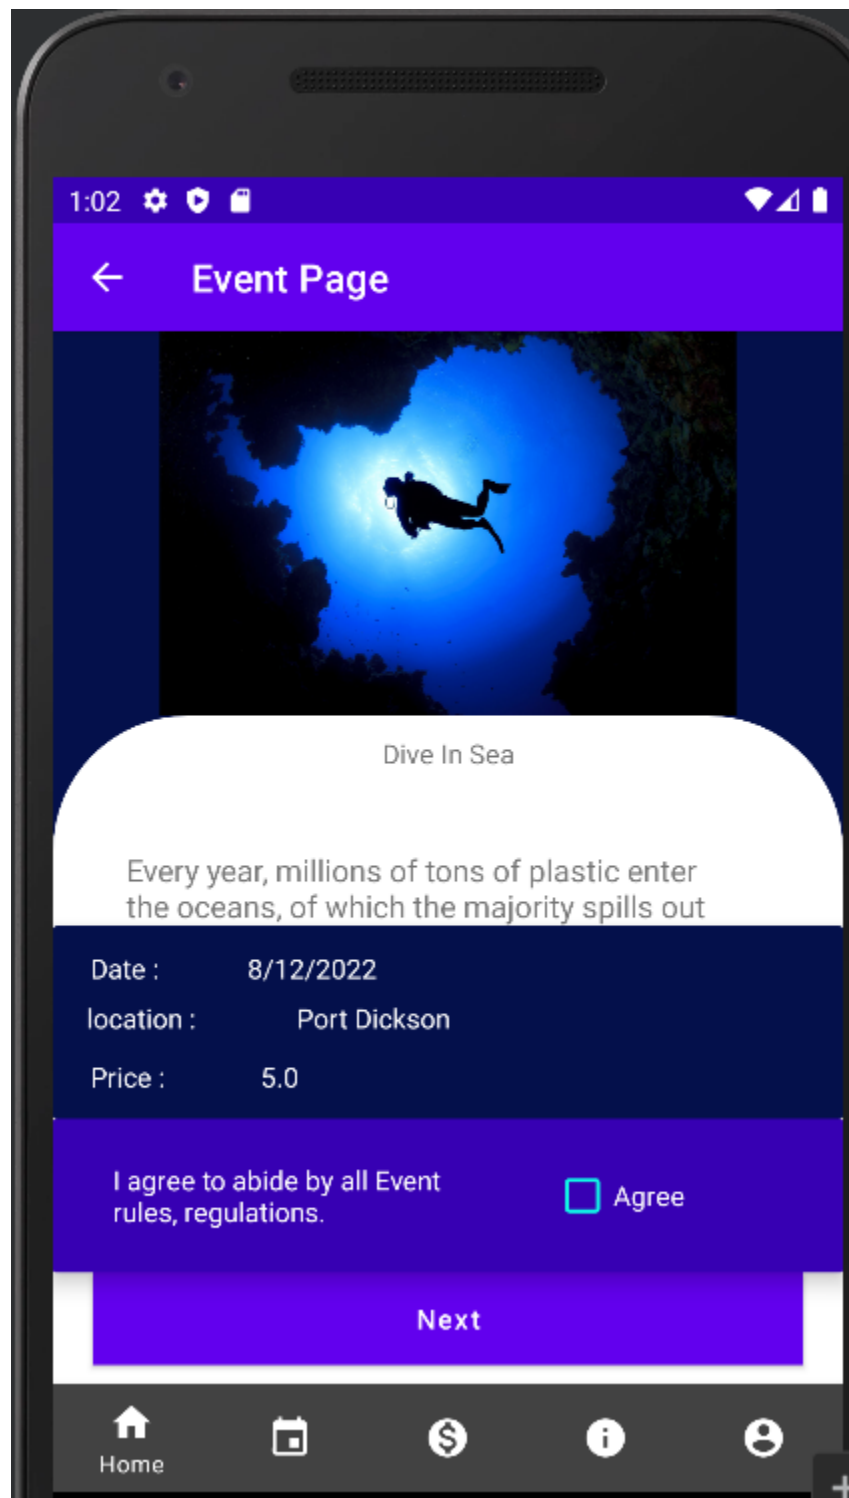 1:02
Event Page
Dive In Sea
Every year, millions of tons of plastic enter
the oceans, of which the majority spills out
Date : 8/12/2022
location : Port Dickson
Price : 5.0
I agree to abide by all Event
rules, regulations.
Agree
Next
Home